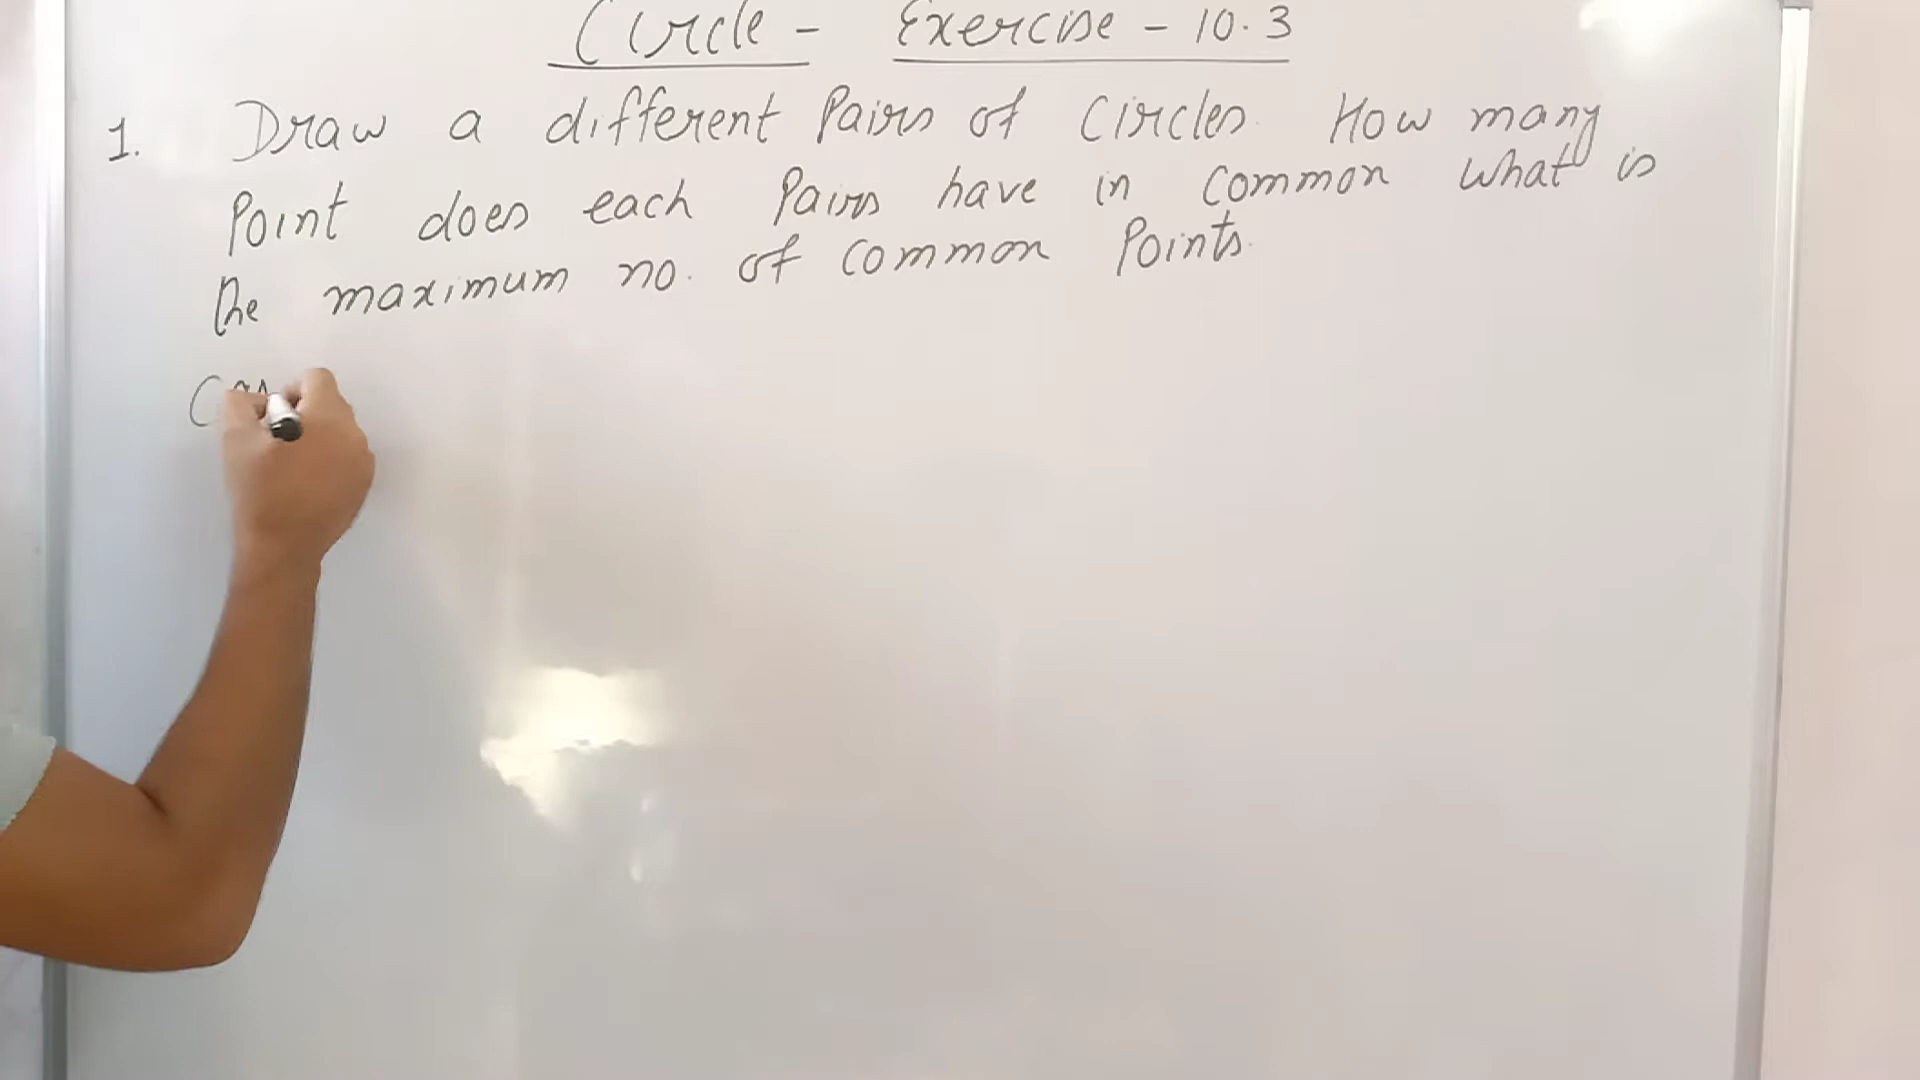 Circle - Exercise - 10.3
1. Draw a different Pairs of Circles. How many
Point does each Pairs have in common what is
the maximum no. of common Points.